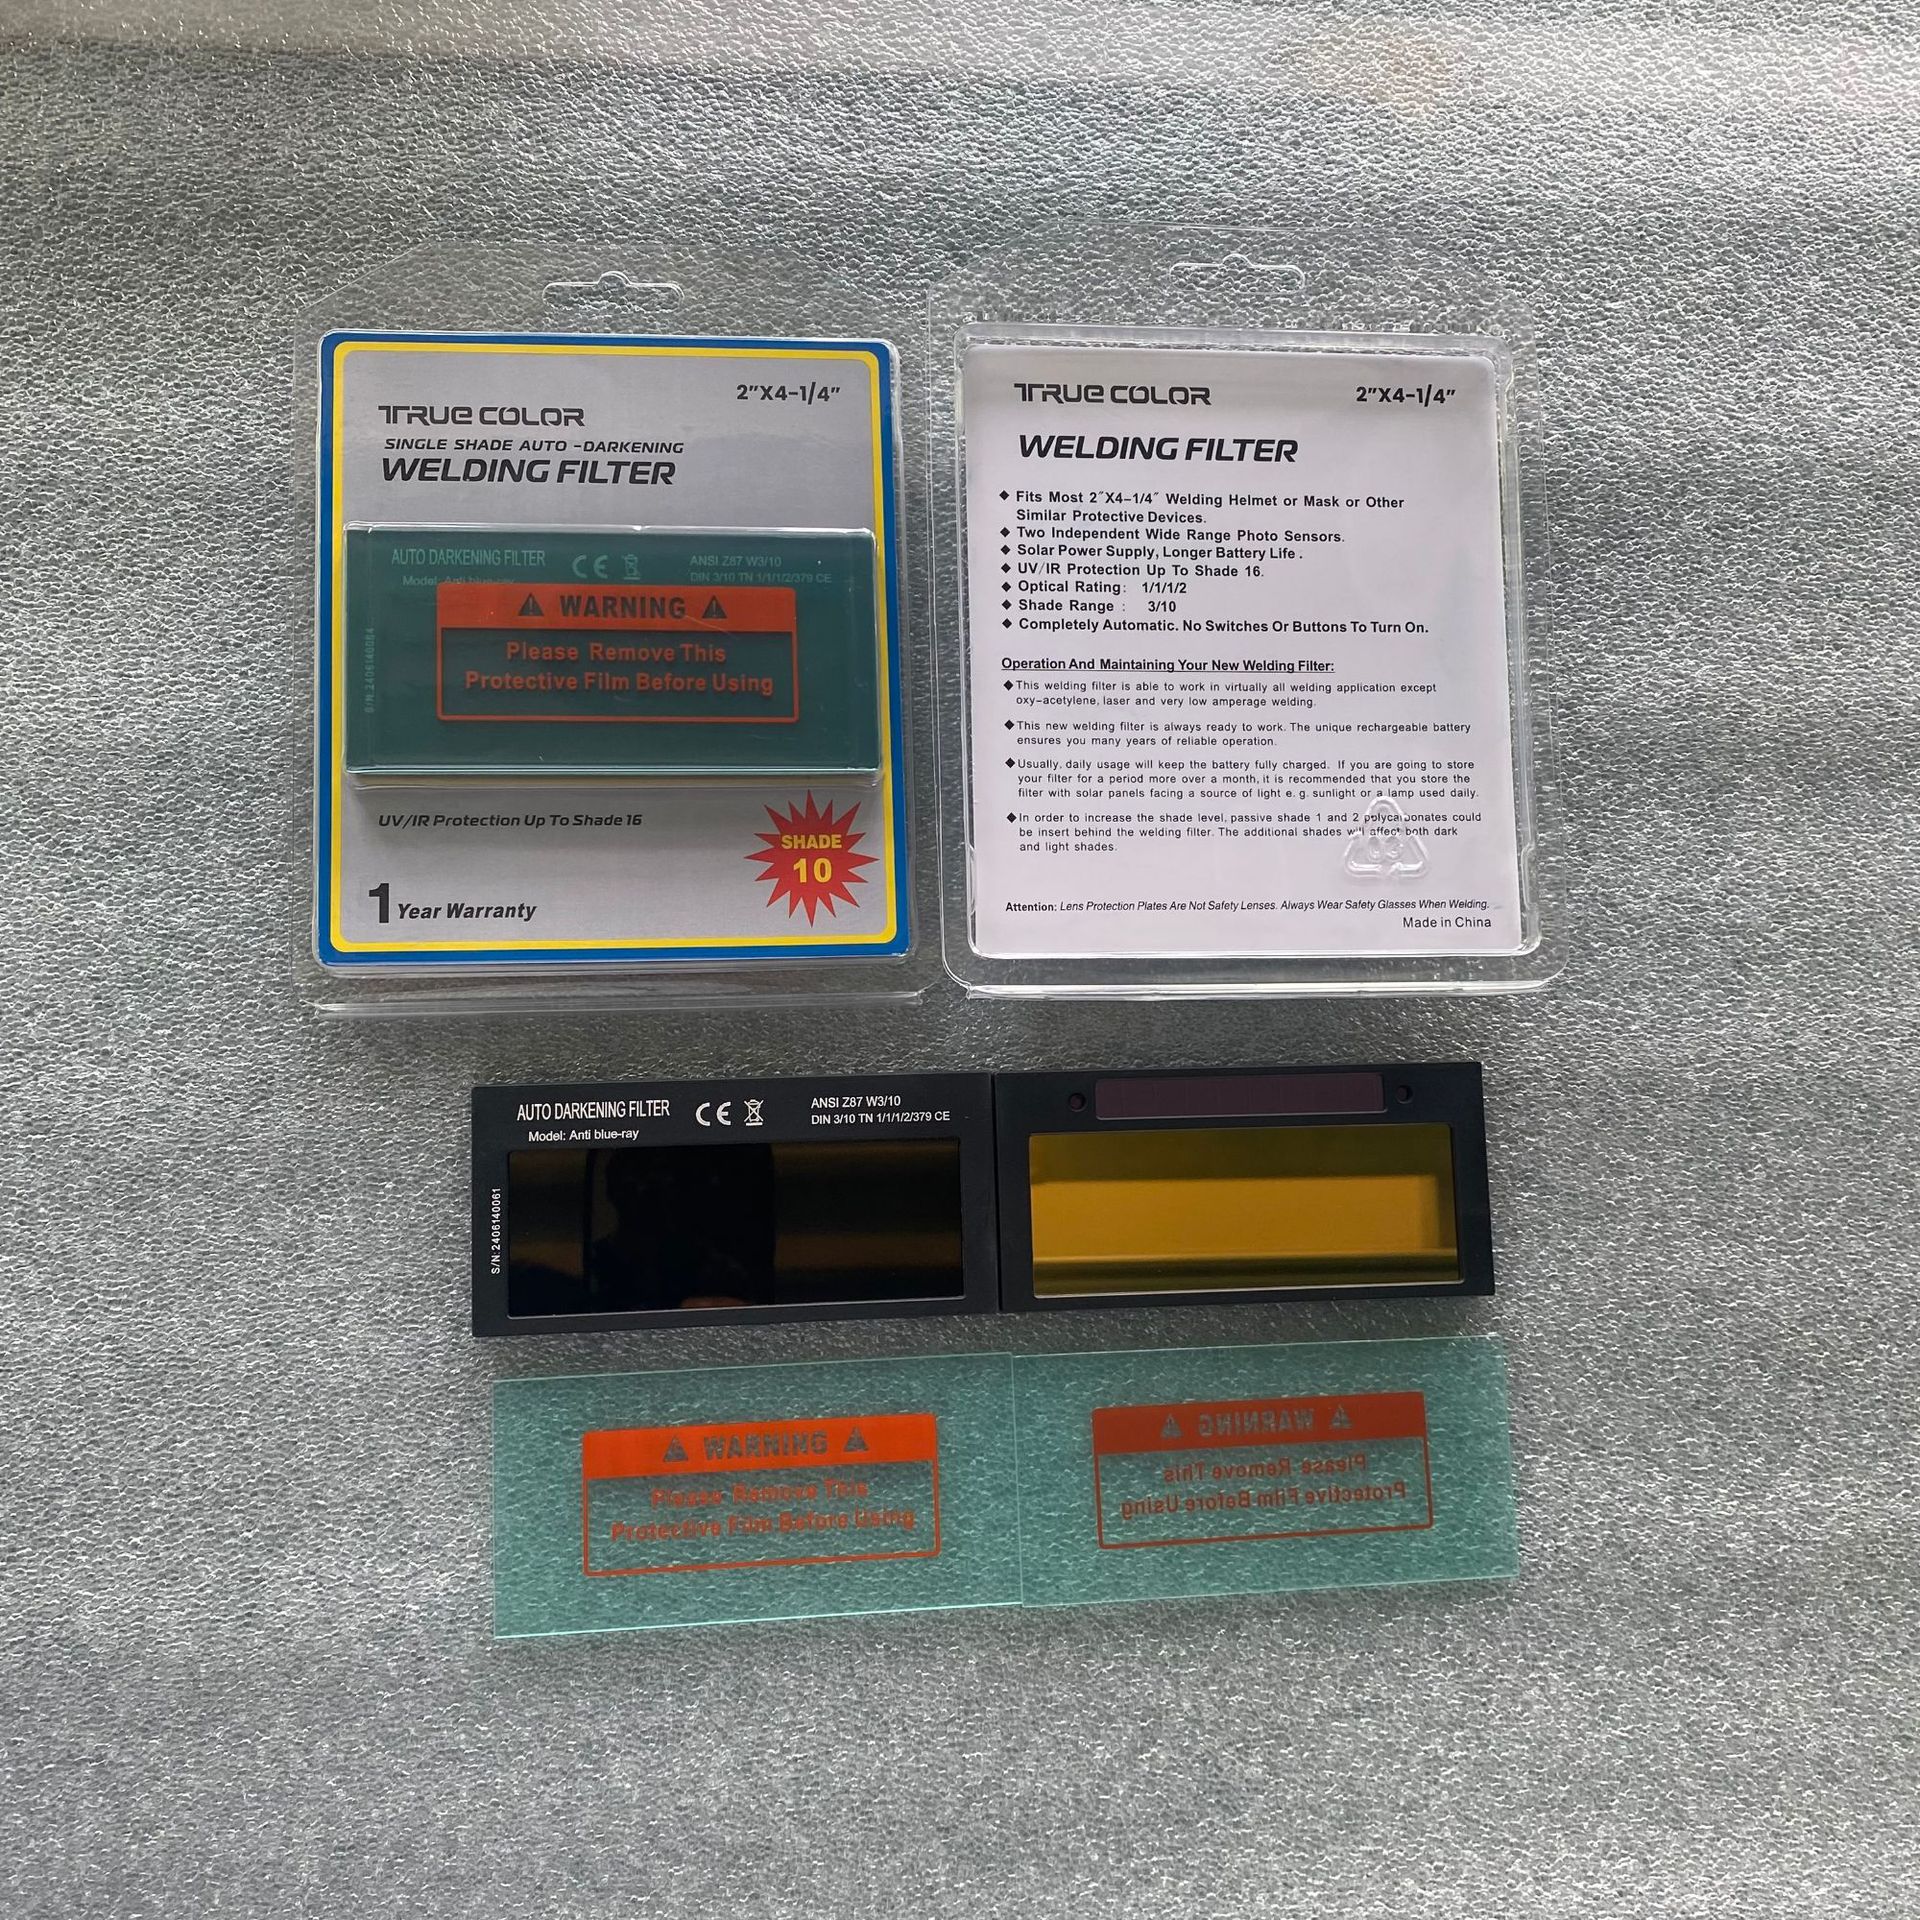 2"X4-1/4"
TRUE COLOR
SINGLE SHADE AUTO -DARKENING
WELDING FILTER
AUTO DARKENING FILTER
CE
ANSI Z87 W3/10
Model: Anti blue-ray
DIN 3/10 TN 1/1/1/2/379 CE
WARNING
Please Remove This
Protective Film Before Using
UV/IR Protection Up To Shade 16
SHADE
10
1 Year Warranty
TRUE COLOR
2"X4-1/4"
WELDING FILTER
◆ Fits Most 2"X4-1/4" Welding Helmet or Mask or Other
Similar Protective Devices.
◆ Two Independent Wide Range Photo Sensors.
◆ Solar Power Supply, Longer Battery Life .
◆ UV/IR Protection Up To Shade 16.
◆ Optical Rating: 1/1/1/2
◆ Shade Range : 3/10
◆ Completely Automatic. No Switches Or Buttons To Turn On.
Operation And Maintaining Your New Welding Filter:
◆ This welding filter is able to work in virtually all welding application except
oxy-acetylene, laser and very low amperage welding.
◆ This new welding filter is always ready to work. The unique rechargeable battery
ensures you many years of reliable operation.
◆ Usually, daily usage will keep the battery fully charged. If you are going to store
your filter for a period more over a month, it is recommended that you store the
filter with solar panels facing a source of light e. g. sunlight or a lamp used daily.
◆ In order to increase the shade level, passive shade 1 and 2 polycarbonates could
be insert behind the welding filter. The additional shades will affect both dark
and light shades.
Attention: Lens Protection Plates Are Not Safety Lenses. Always Wear Safety Glasses When Welding.
Made in China
AUTO DARKENING FILTER
CE
ANSI Z87 W3/10
Model: Anti blue-ray
DIN 3/10 TN 1/1/1/2/379 CE
S/N:2406140061
WARNING
Please Remove This
Protective Film Before Using
WARNING
Please Remove This
Protective Film Before Using